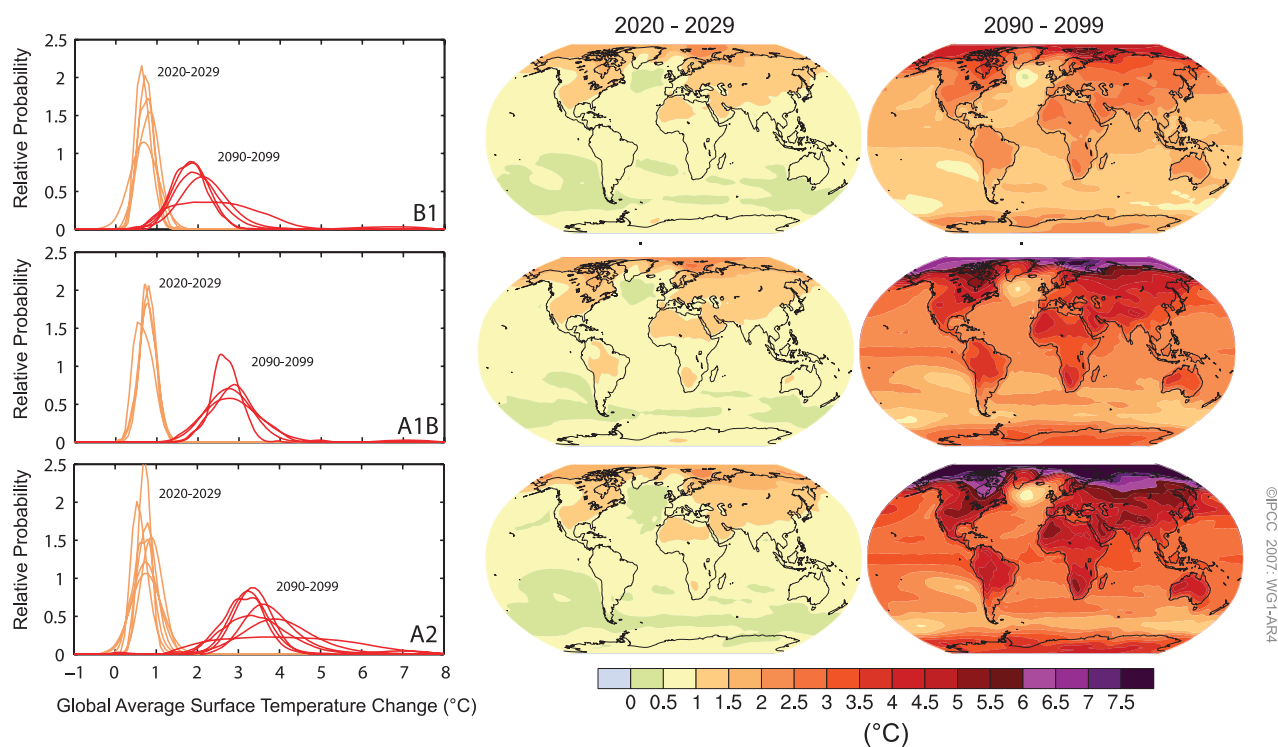 2020 - 2029
2090 - 2099
Relative Probability
2.5
2
1.5
1
0.5
0
2020-2029
2090-2099
B1
Relative Probability
2.5
2
1.5
1
0.5
0
2020-2029
2090-2099
A1B
Relative Probability
2.5
2
1.5
1
0.5
0
2020-2029
2090-2099
A2
−1 0 1 2 3 4 5 6 7 8
Global Average Surface Temperature Change (°C)
0 0.5 1 1.5 2 2.5 3 3.5 4 4.5 5 5.5 6 6.5 7 7.5
(°C)
©IPCC 2007: WG1-AR4